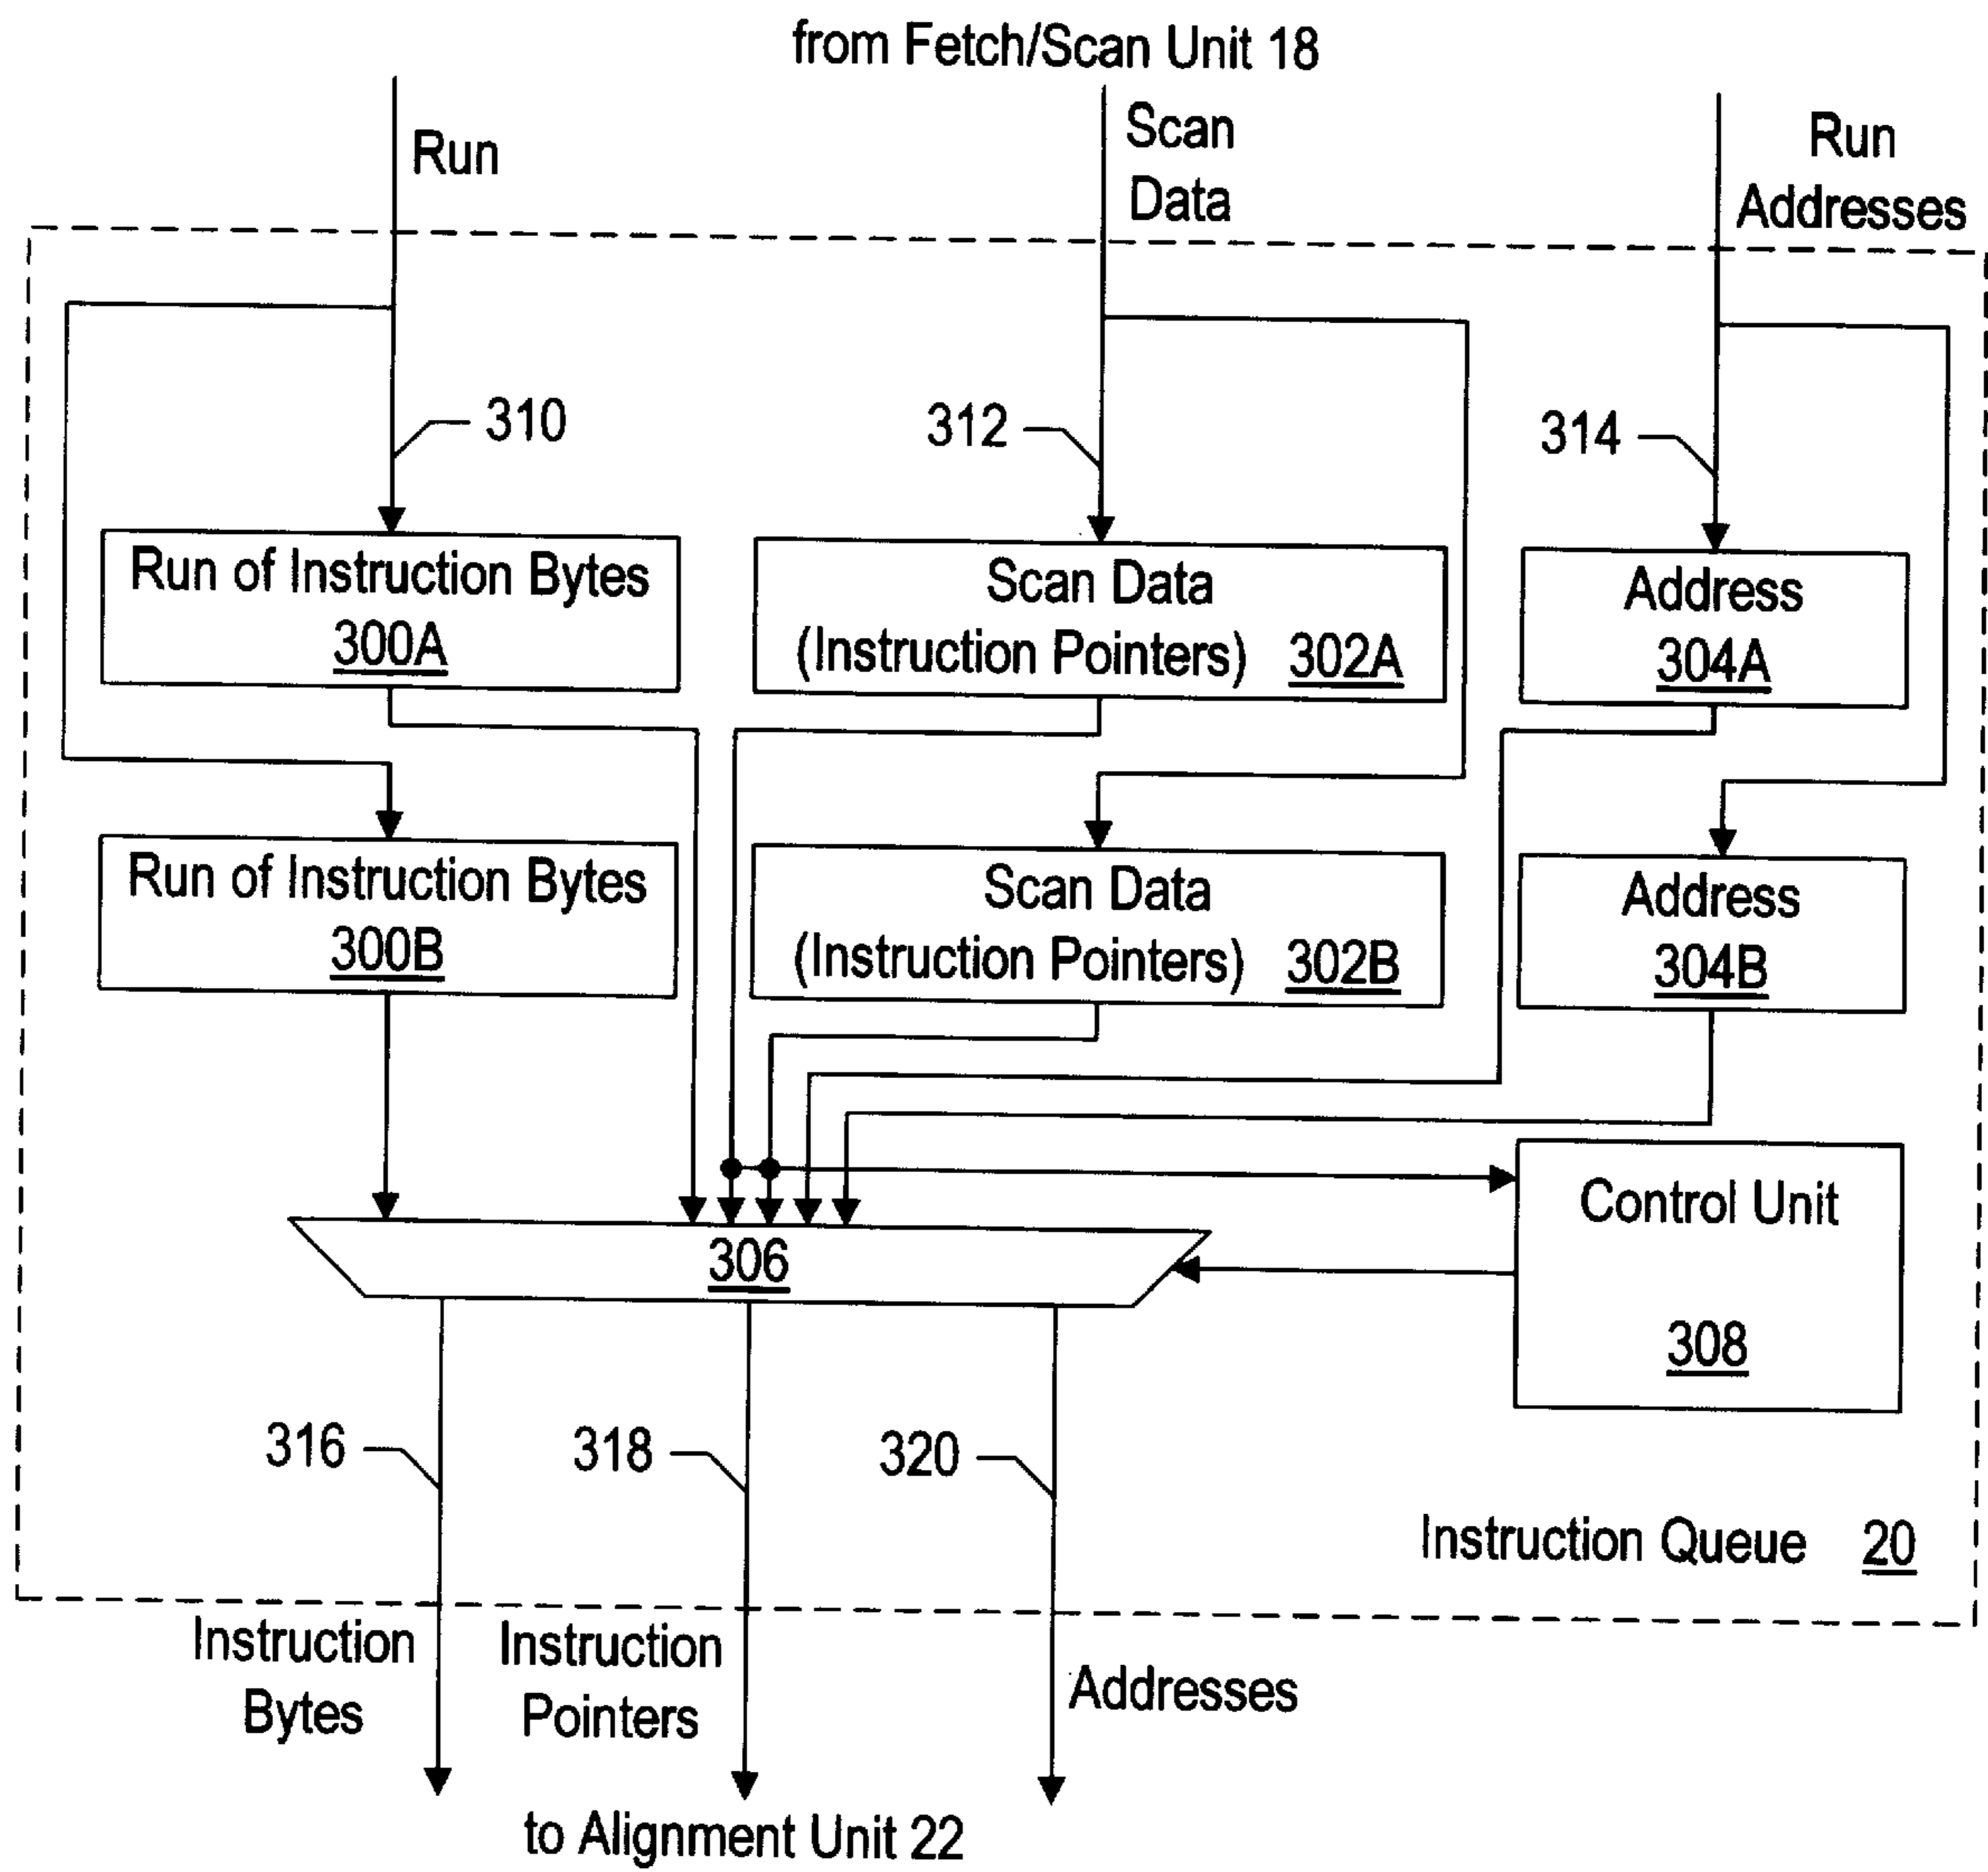 from Fetch/Scan Unit 18
Run
Scan
Data
Run
Addresses
310
312
314
Run of Instruction Bytes
300A
Scan Data
(Instruction Pointers) 302A
Address
304A
Run of Instruction Bytes
300B
Scan Data
(Instruction Pointers) 302B
Address
304B
Control Unit
308
306
316
318
320
Instruction Queue 20
Instruction
Bytes
Instruction
Pointers
Addresses
to Alignment Unit 22